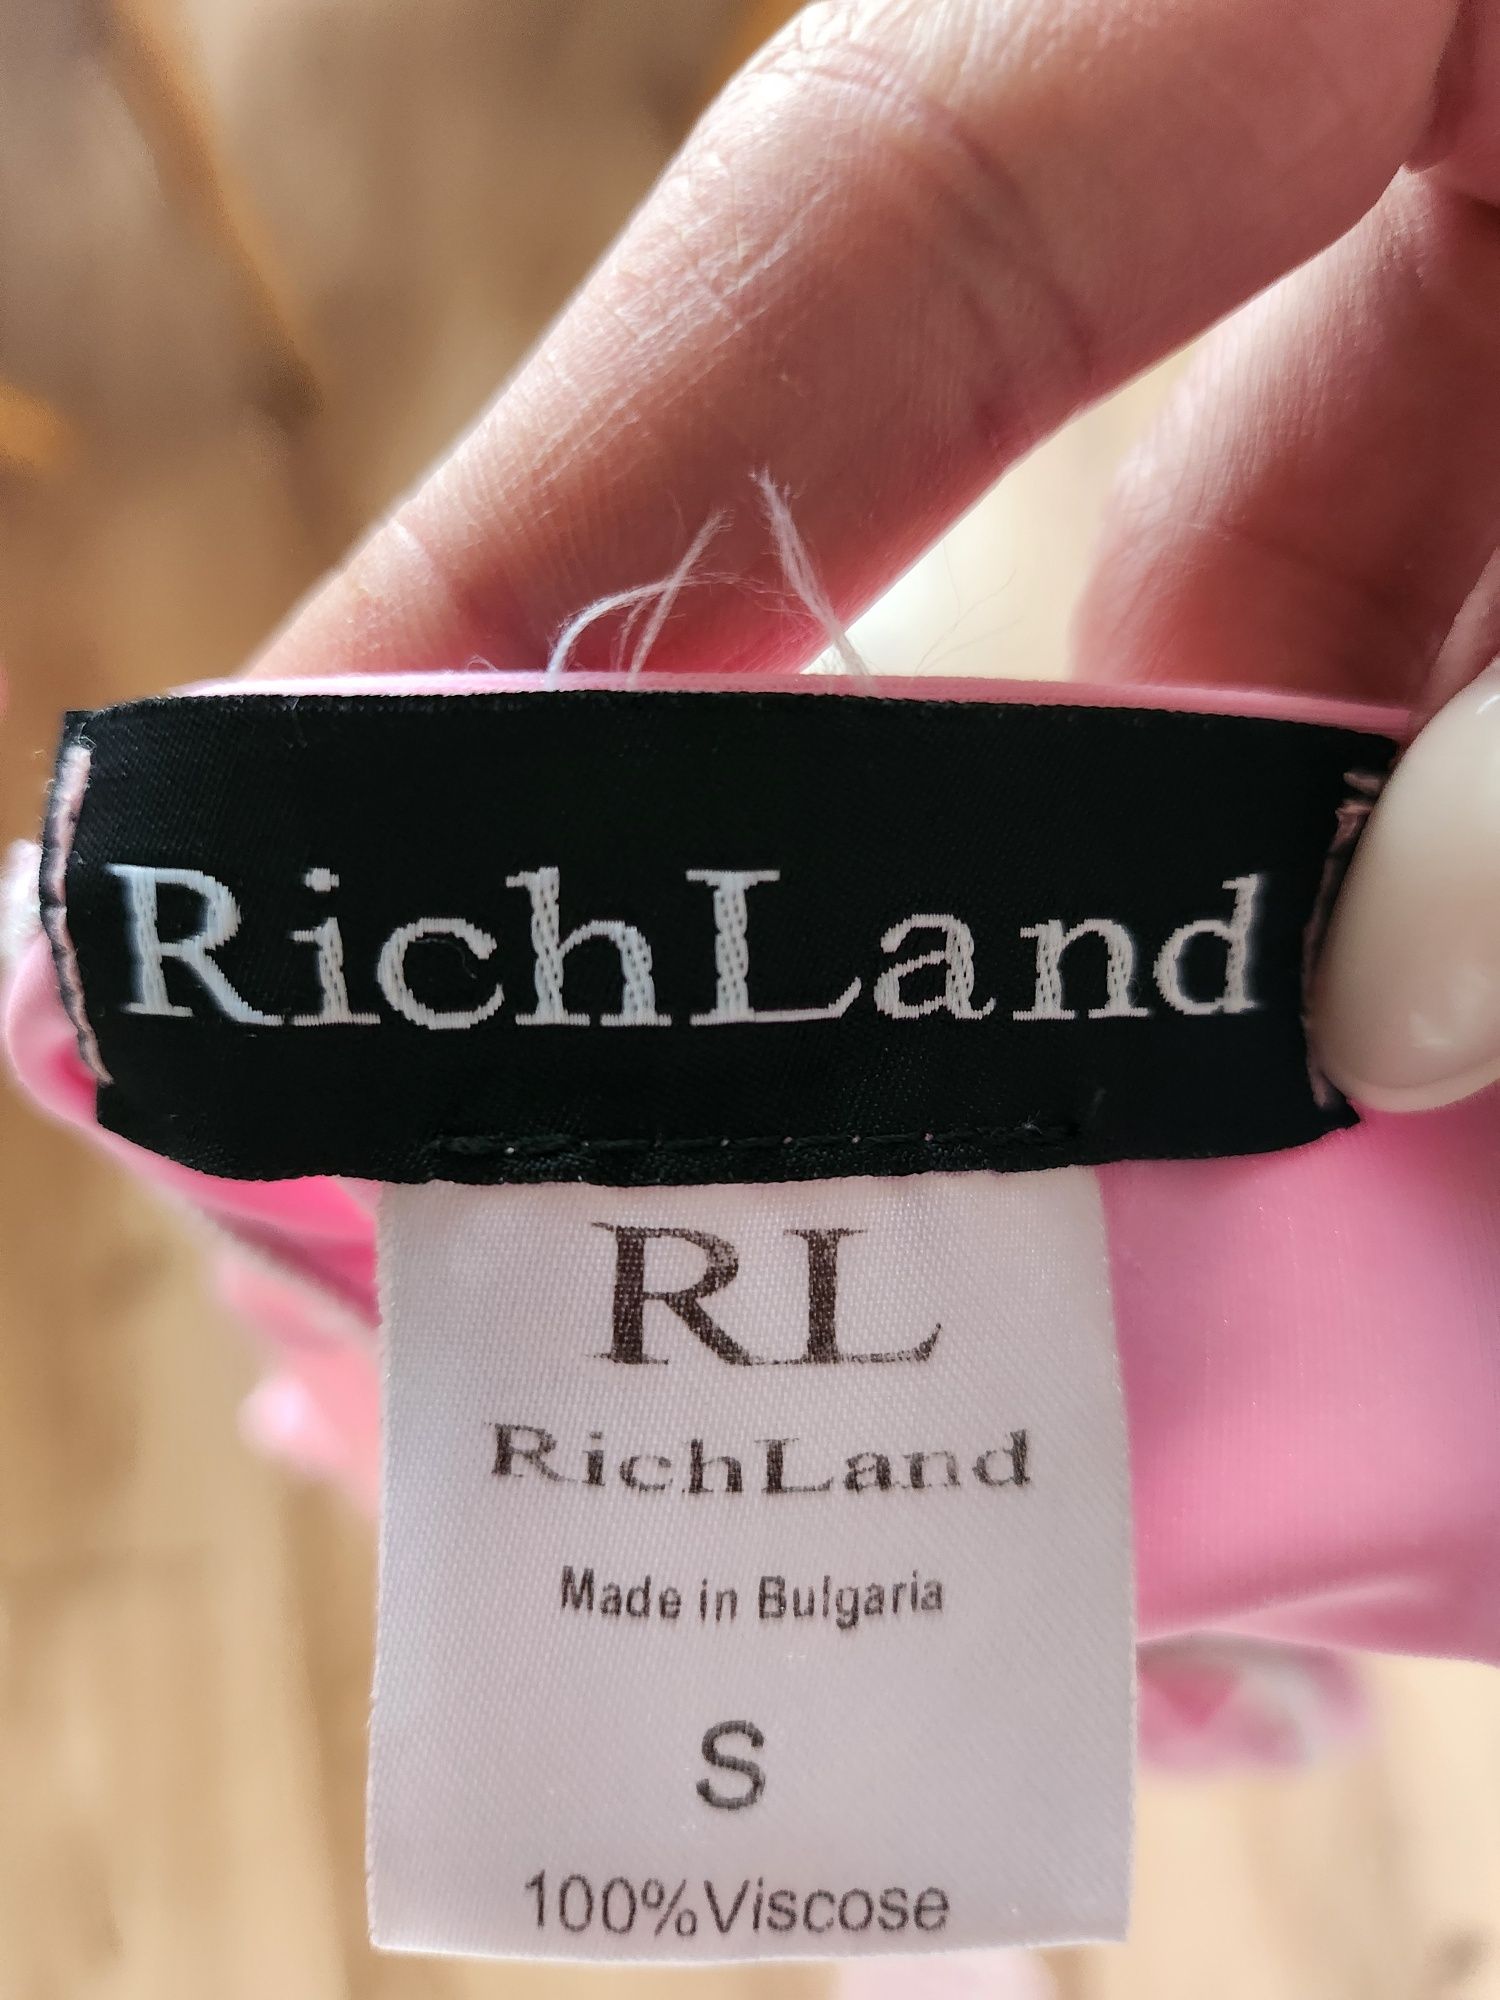 RichLand
RL
RichLand
Made in Bulgaria
S
100%Viscose